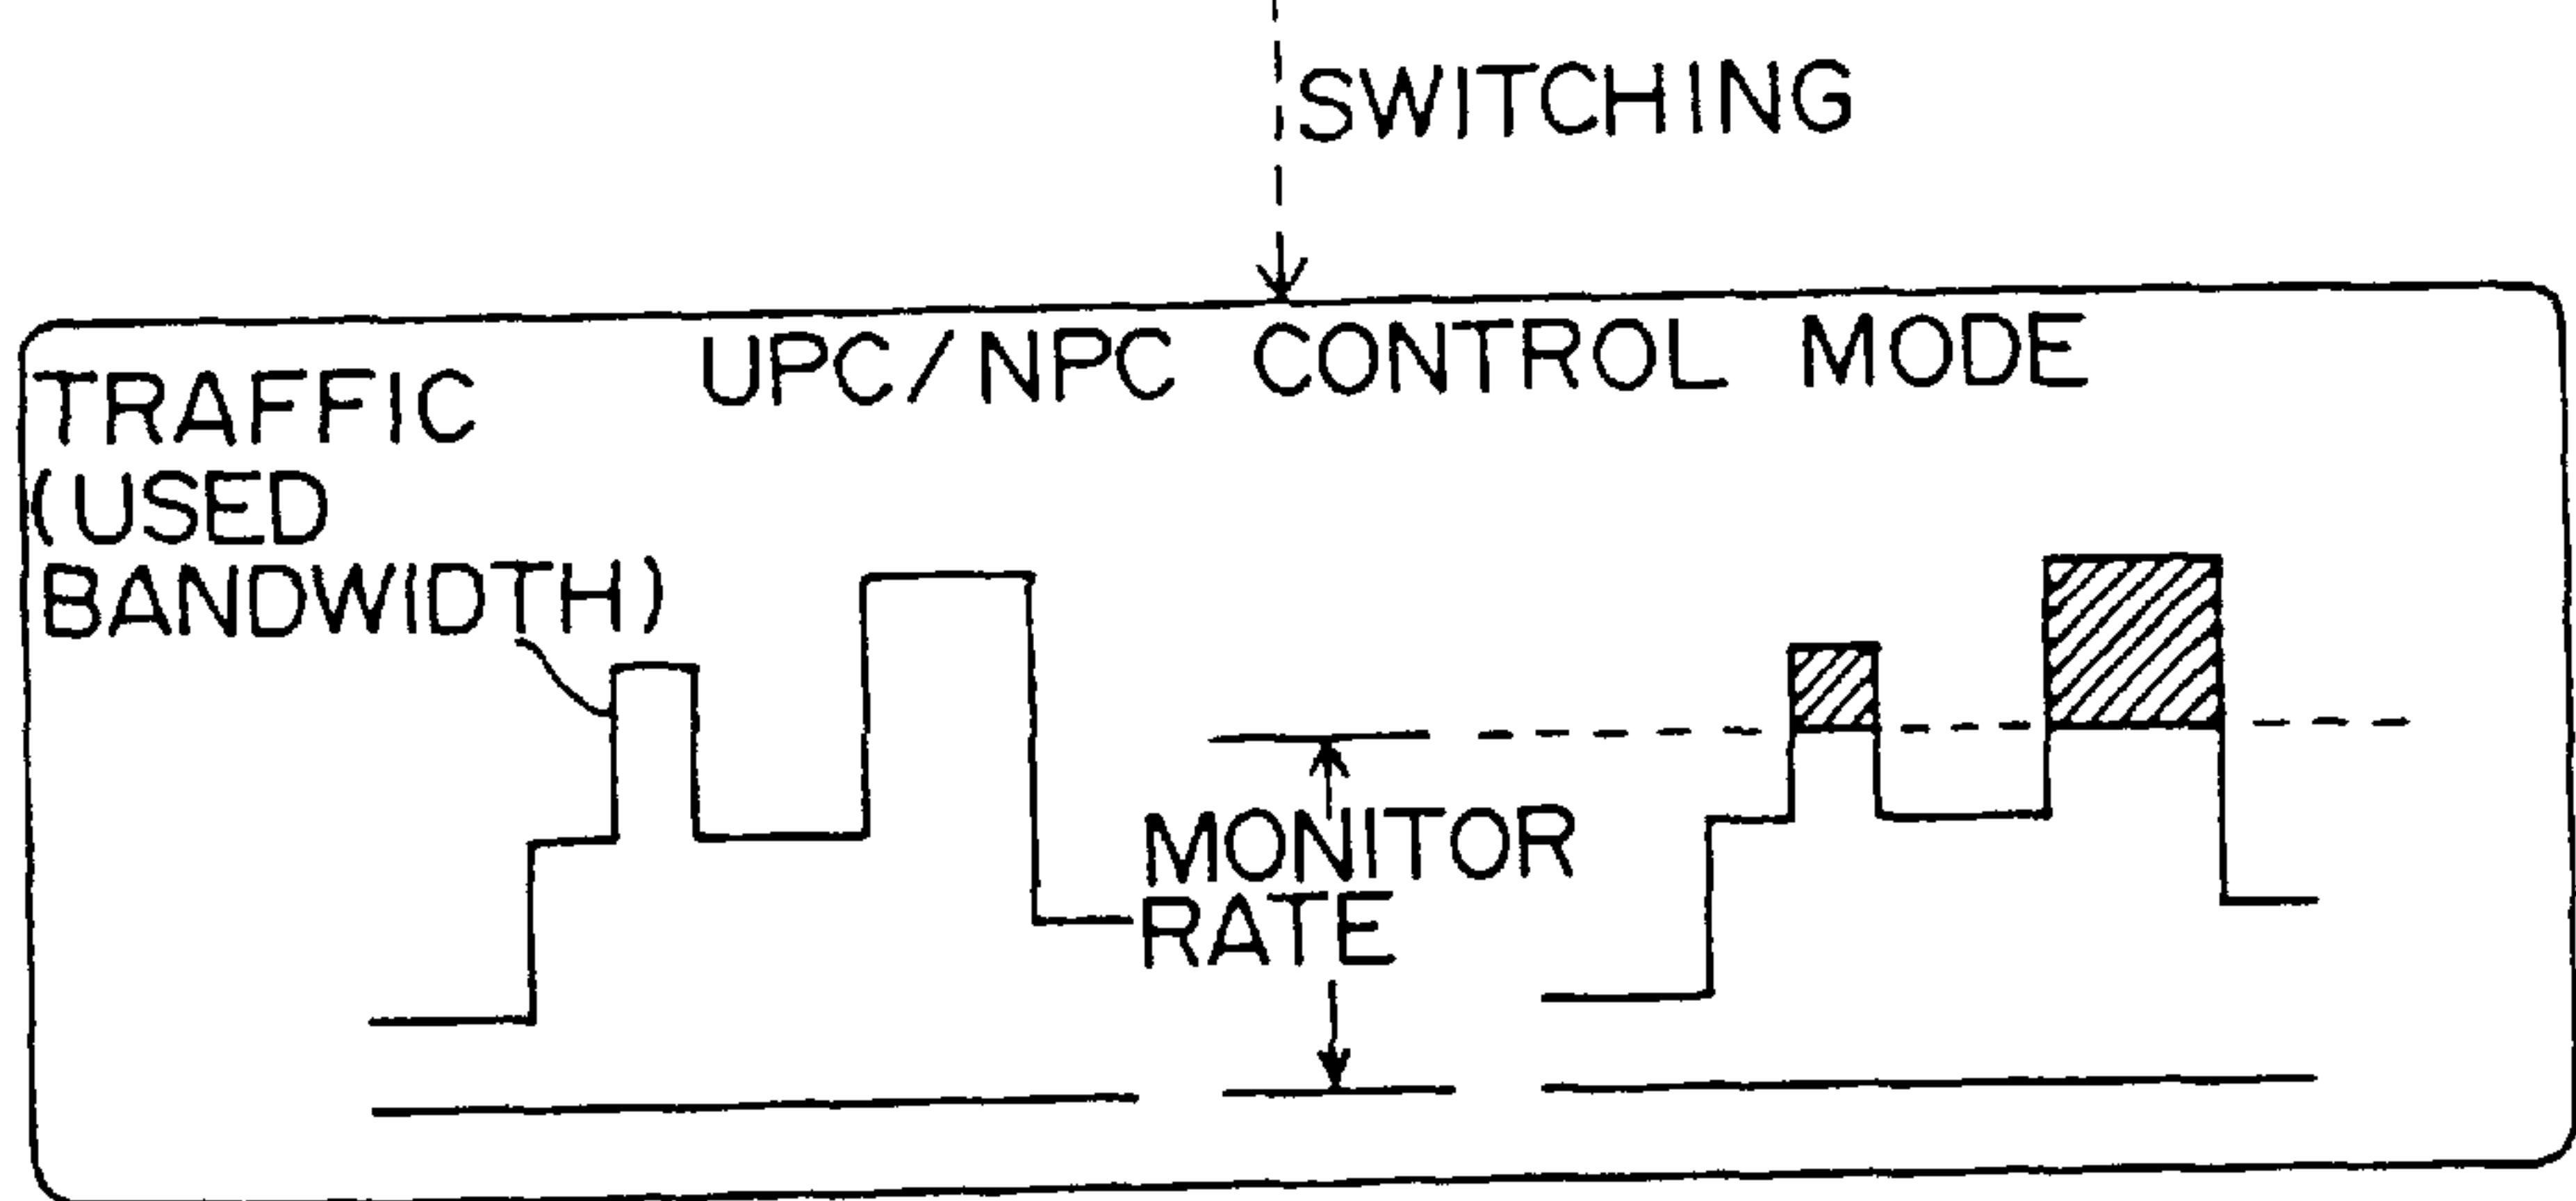 SWITCHING
UPC/NPC CONTROL MODE
TRAFFIC
(USED
BANDWIDTH)
MONITOR
RATE